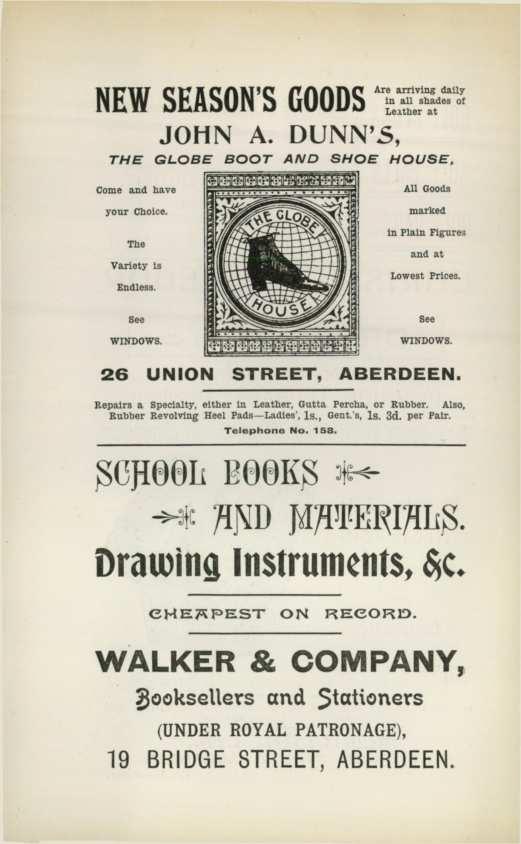 NEW SEASON'S GOODS Are arriving daily
in all shades of
Leather at
JOHN A. DUNN'S,
THE GLOBE BOOT AND SHOE HOUSE,
Come and have
your Choice.
The
Variety is
Endless.
See
WINDOWS.
THE GLOBE
HOUSE
All Goods
marked
in Plain Figures
and at
Lowest Prices.
See
WINDOWS.
26 UNION STREET, ABERDEEN.
Repairs a Specialty, either in Leather, Gutta Percha, or Rubber. Also,
Rubber Revolving Heel Pads—Ladies', 1s., Gent.'s, 1s. 3d. per Pair.
Telephone No. 158.
SCHOOL BOOKS
AND MATERIALS.
Drawing Instruments, &c.
CHEAPEST ON RECORD.
WALKER & COMPANY,
Booksellers and Stationers
(UNDER ROYAL PATRONAGE),
19 BRIDGE STREET, ABERDEEN.